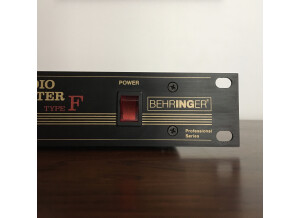 DIO
TER
TYPE F
POWER
BEHRINGER
Professional
Series